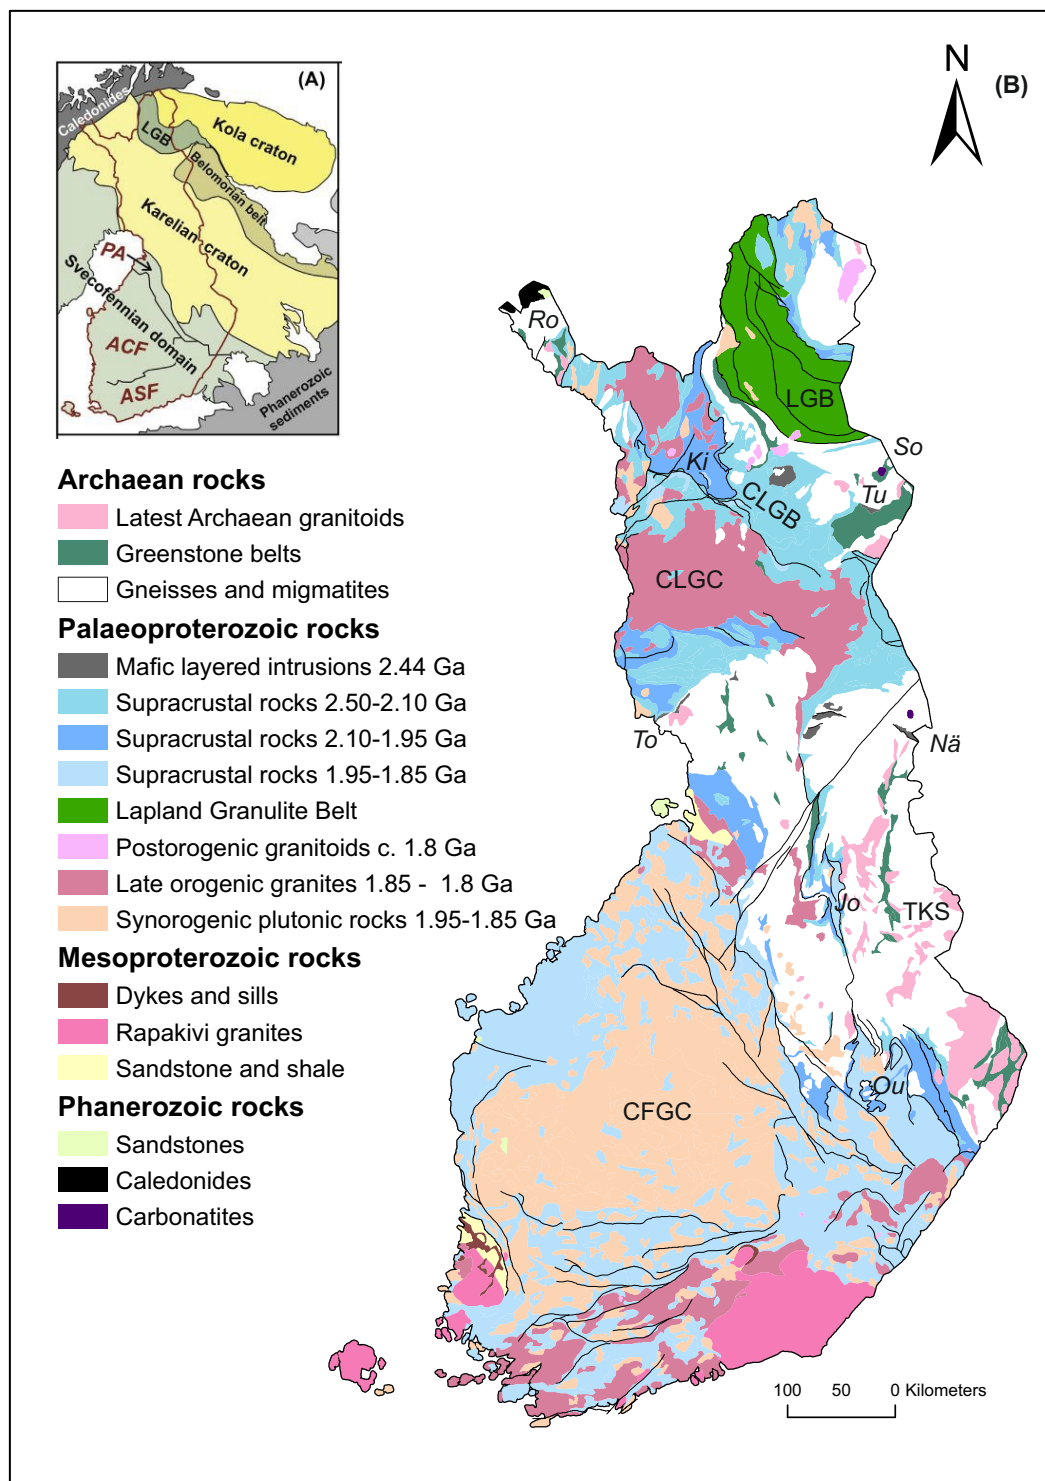 (A)
Caledonides
LGB
Kola craton
Belomorian belt
Karelian craton
PA
Svecofennian domain
ACF
ASF
Phanerozoic
sediments
N
(B)
Archaean rocks
Latest Archaean granitoids
Greenstone belts
Gneisses and migmatites
Palaeoproterozoic rocks
Mafic layered intrusions 2.44 Ga
Supracrustal rocks 2.50-2.10 Ga
Supracrustal rocks 2.10-1.95 Ga
Supracrustal rocks 1.95-1.85 Ga
Lapland Granulite Belt
Postorogenic granitoids c. 1.8 Ga
Late orogenic granites 1.85 - 1.8 Ga
Synorogenic plutonic rocks 1.95-1.85 Ga
Mesoproterozoic rocks
Dykes and sills
Rapakivi granites
Sandstone and shale
Phanerozoic rocks
Sandstones
Caledonides
Carbonatites
Ro
LGB
So
Ki
Tu
CLGB
CLGC
To
Nä
Jo
TKS
Ou
CFGC
100 50 0 Kilometers